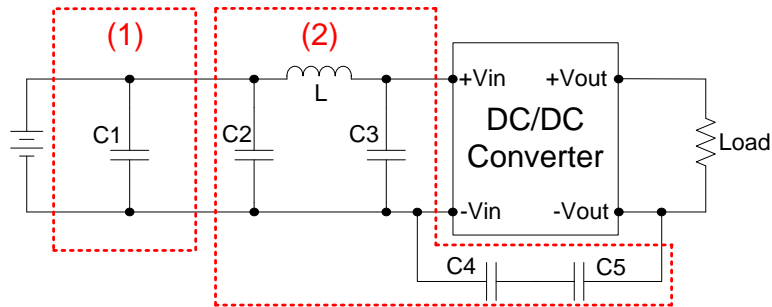 (1)
(2)
+Vin
+Vout
L
DC/DC
Converter
C1
C2
C3
Load
-Vin
-Vout
C4
C5